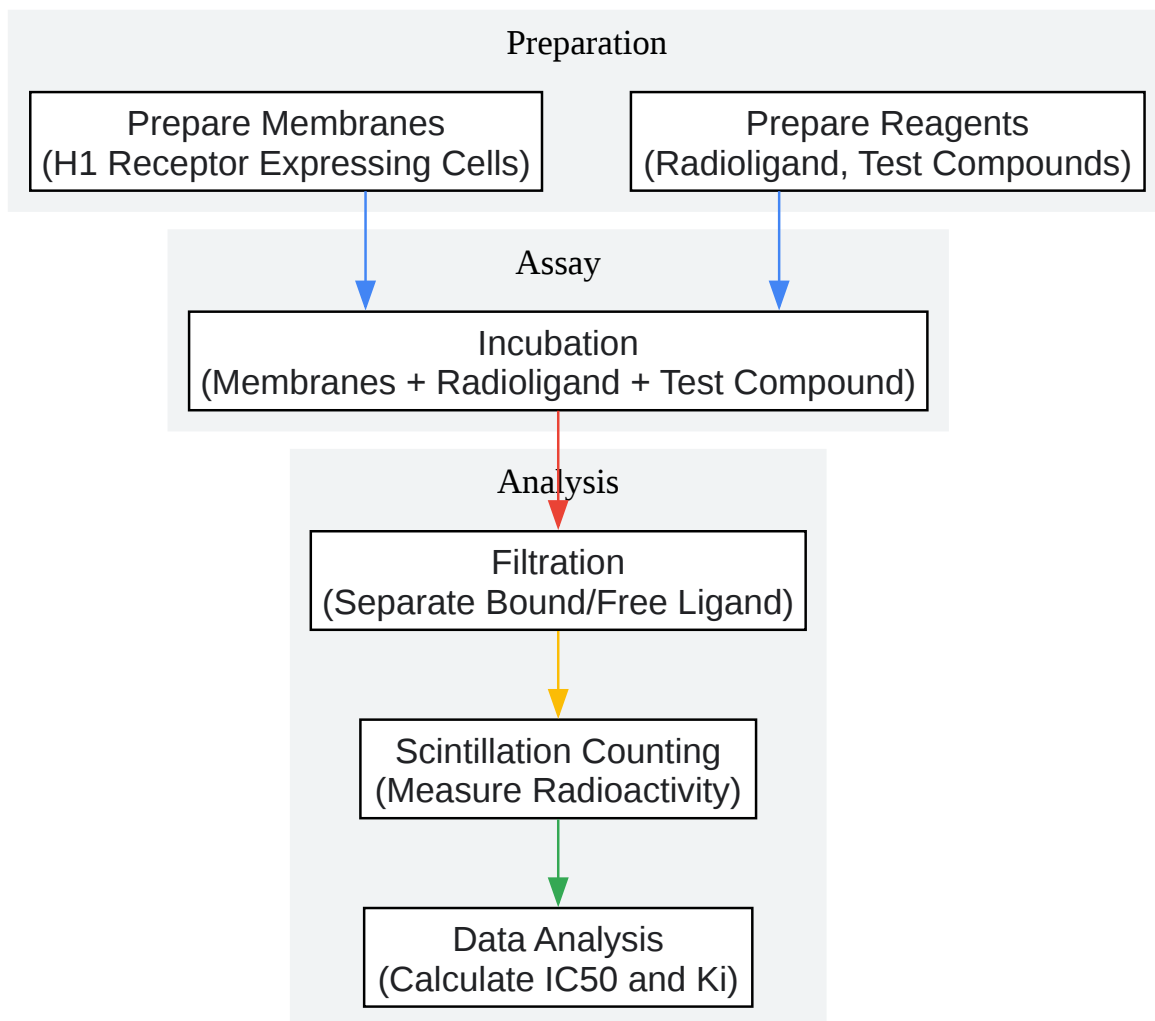 Preparation
Prepare Membranes
(H1 Receptor Expressing Cells)
Prepare Reagents
(Radioligand, Test Compounds)
Assay
Incubation
(Membranes + Radioligand + Test Compound)
Analysis
Filtration
(Separate Bound/Free Ligand)
Scintillation Counting
(Measure Radioactivity)
Data Analysis
(Calculate IC50 and Ki)